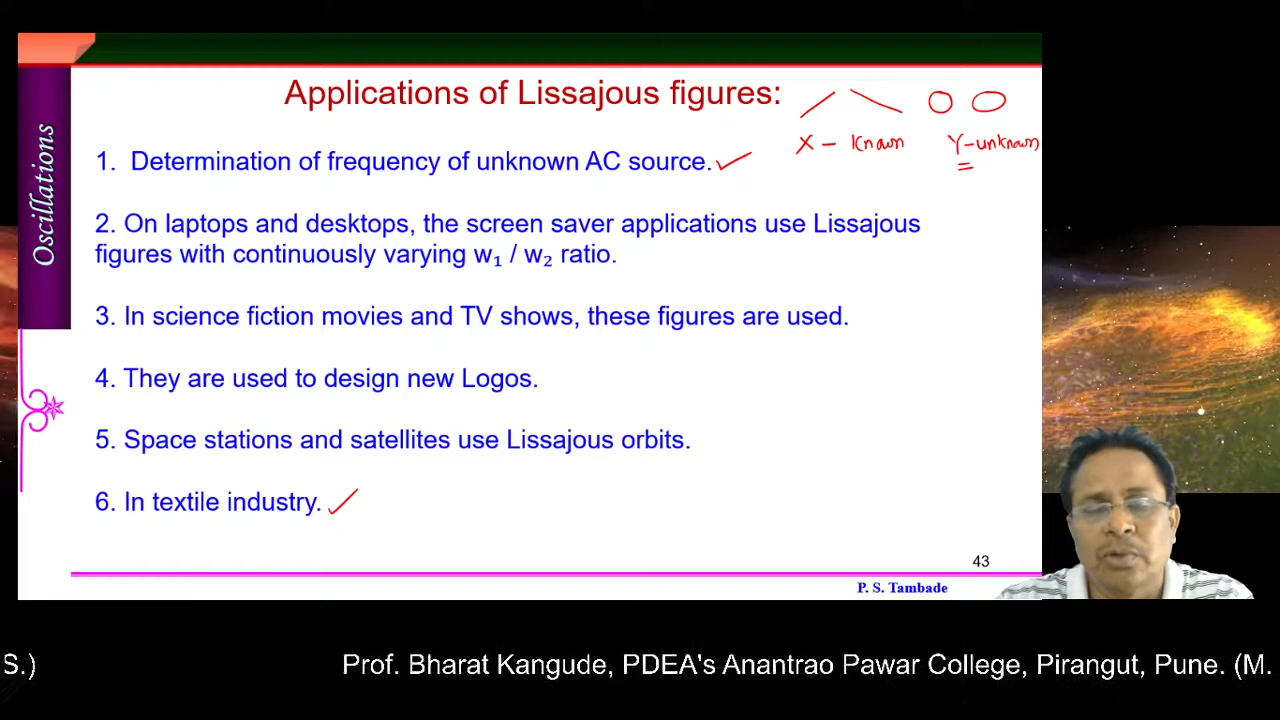 Applications of Lissajous figures:
X - Known Y-unknown
1. Determination of frequency of unknown AC source.
2. On laptops and desktops, the screen saver applications use Lissajous
figures with continuously varying w₁ / w₂ ratio.
3. In science fiction movies and TV shows, these figures are used.
4. They are used to design new Logos.
5. Space stations and satellites use Lissajous orbits.
6. In textile industry.
Oscillations
43
P. S. Tambade
S.) Prof. Bharat Kangude, PDEA's Anantrao Pawar College, Pirangut, Pune. (M.